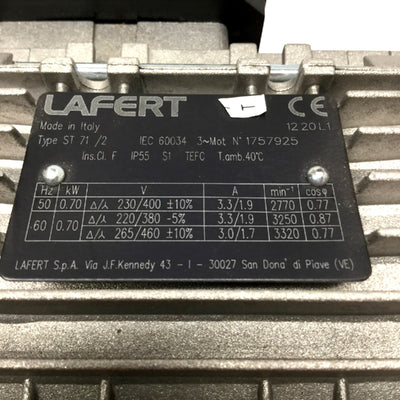 LAFERT CE
Made in Italy 12 20 L1
Type ST 71 /2 IEC 60034 3~Mot. N° 1757925
Ins.Cl. F IP55 S1 TEFC T.amb.40°C
Hz kW V A min⁻¹ cosφ
50 0.70 Δ/⅄ 230/400 ±10% 3.3/1.9 2770 0.77
60 0.70 Δ/⅄ 220/380 -5% 3.3/1.9 3250 0.87
Δ/⅄ 265/460 ±10% 3.0/1.7 3320 0.77
LAFERT S.p.A. Via J.F.Kennedy 43 - I - 30027 San Dona' di Piave (VE)